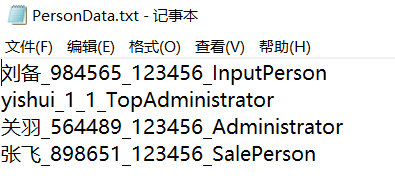 PersonData.txt - 记事本
文件(F) 编辑(E) 格式(O) 查看(V) 帮助(H)
刘备_984565_123456_InputPerson
yishui_1_1_TopAdministrator
关羽_564489_123456_Administrator
张飞_898651_123456_SalePerson